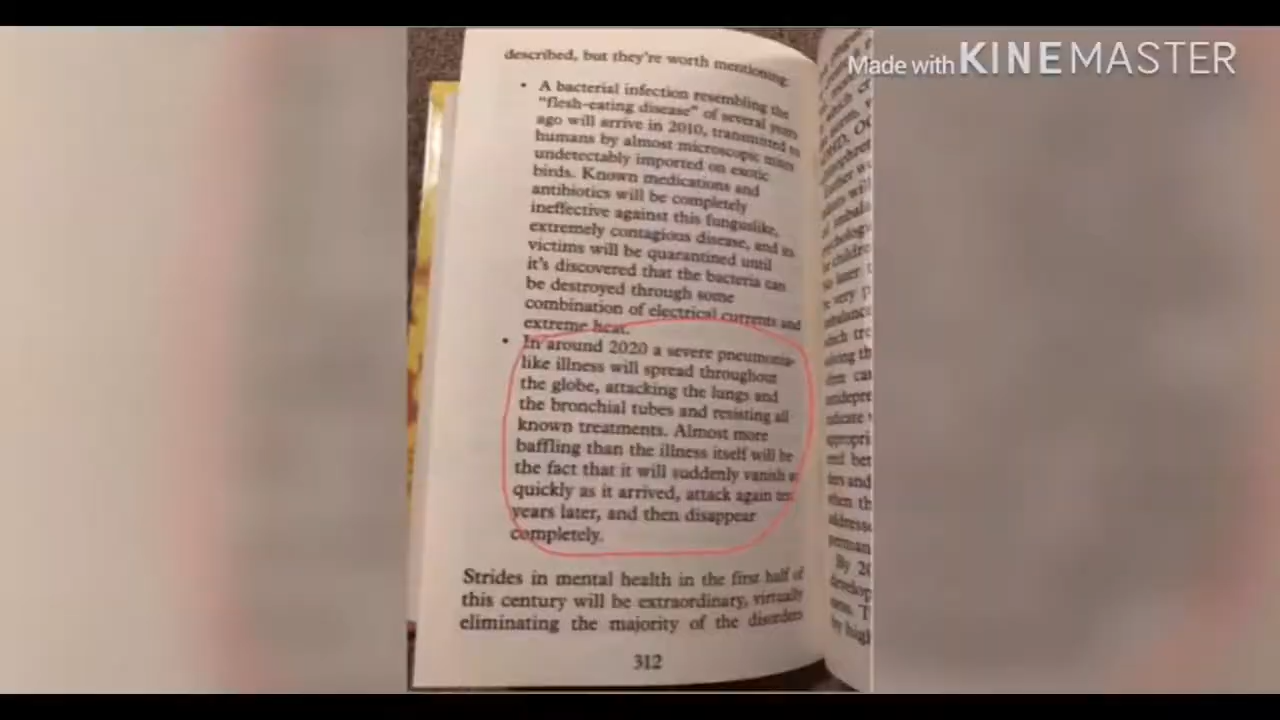 Made with KINEMASTER
described, but they're worth mentioning:
• A bacterial infection resembling the
"flesh-eating disease" of several years
ago will arrive in 2010, transmitted to
humans by almost microscopic mites
undetectably imported on exotic
birds. Known medications and
antibiotics will be completely
ineffective against this funguslike,
extremely contagious disease, and its
victims will be quarantined until
it's discovered that the bacteria can
be destroyed through some
combination of electrical currents and
extreme heat.
• In around 2020 a severe pneumonia-
like illness will spread throughout
the globe, attacking the lungs and
the bronchial tubes and resisting all
known treatments. Almost more
baffling than the illness itself will be
the fact that it will suddenly vanish as
quickly as it arrived, attack again ten
years later, and then disappear
completely.
Strides in mental health in the first half of
this century will be extraordinary, virtually
eliminating the majority of the disorders
312
By